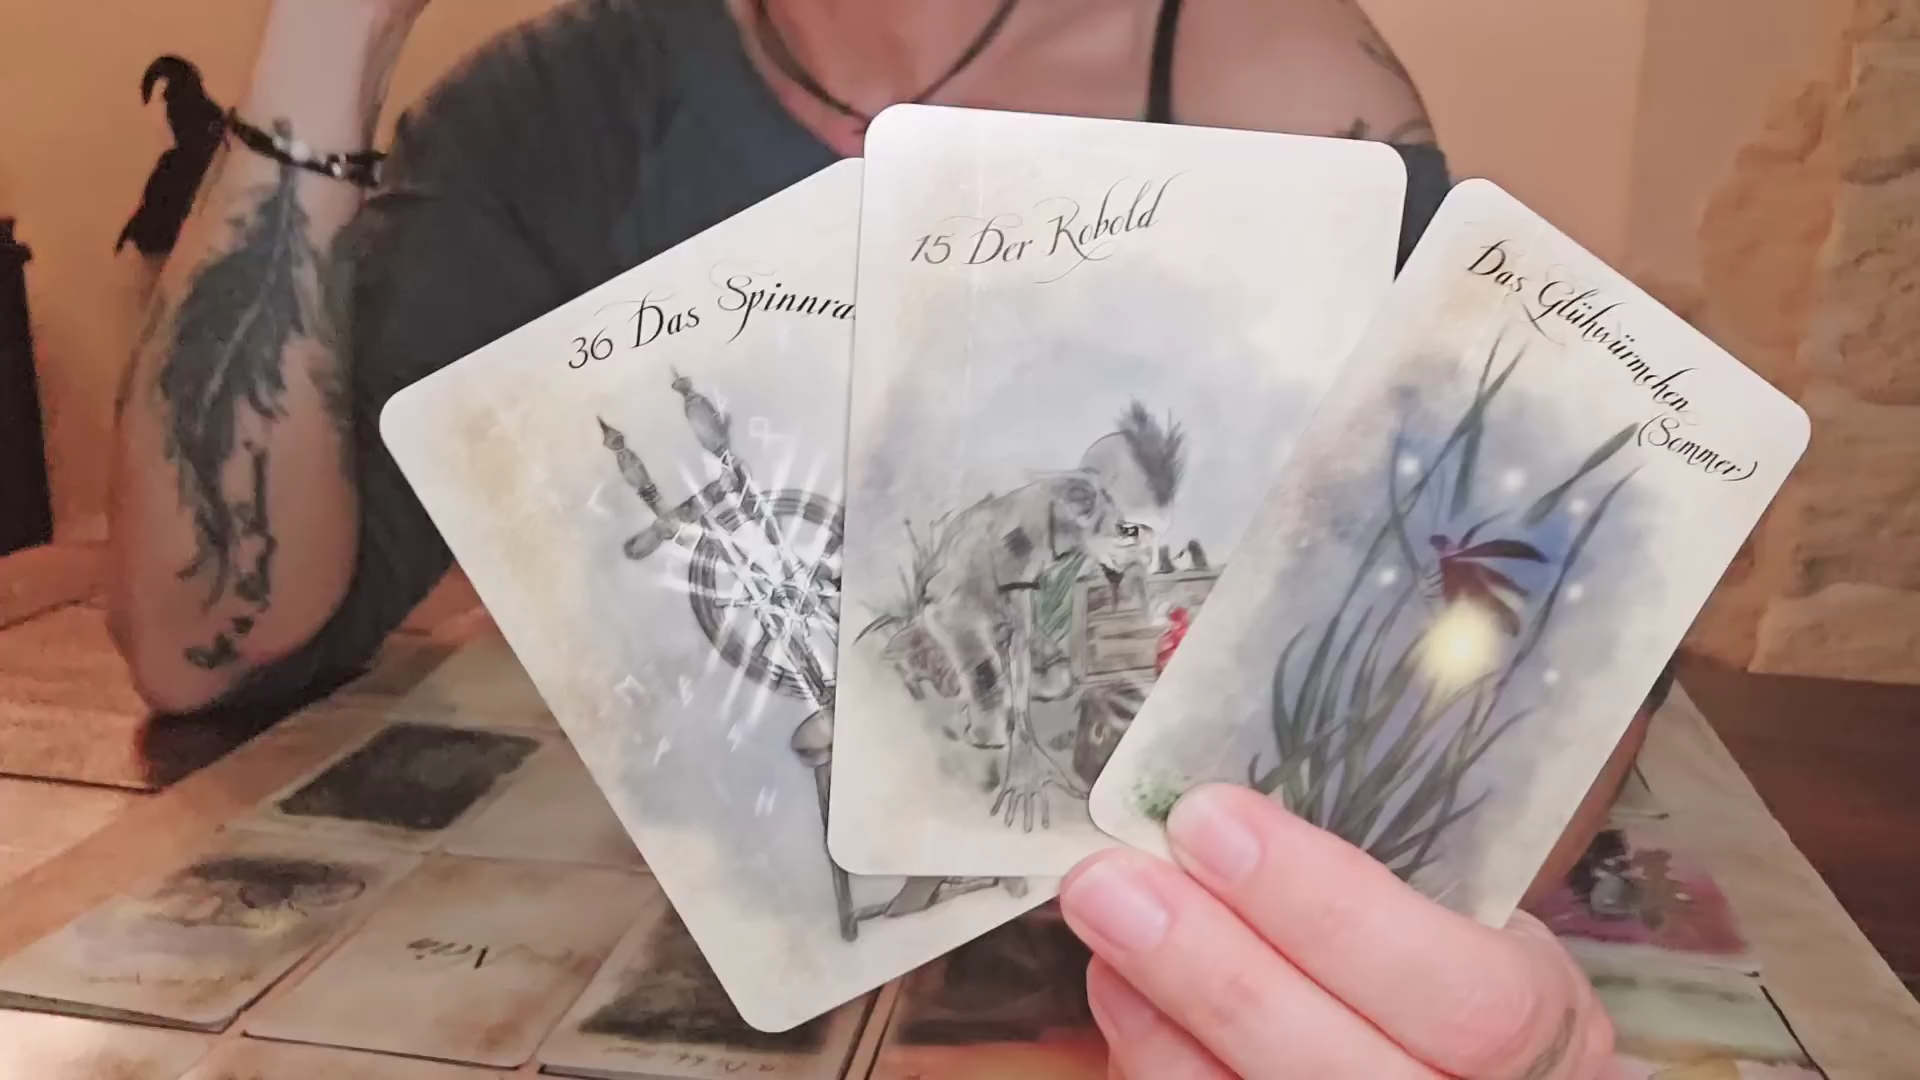 36 Das Spinnra
15 Der Kobold
Das Glühwürmchen
(Sommer)